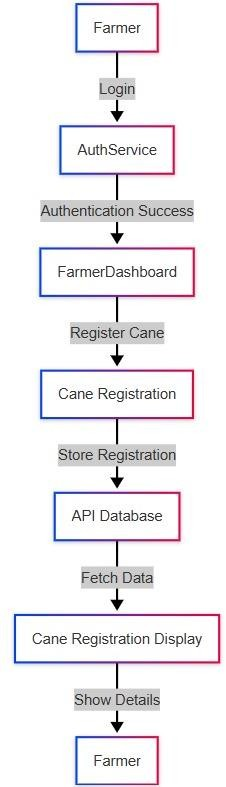 Farmer
Login
AuthService
Authentication Success
FarmerDashboard
Register Cane
Cane Registration
Store Registration
API Database
Fetch Data
Cane Registration Display
Show Details
Farmer